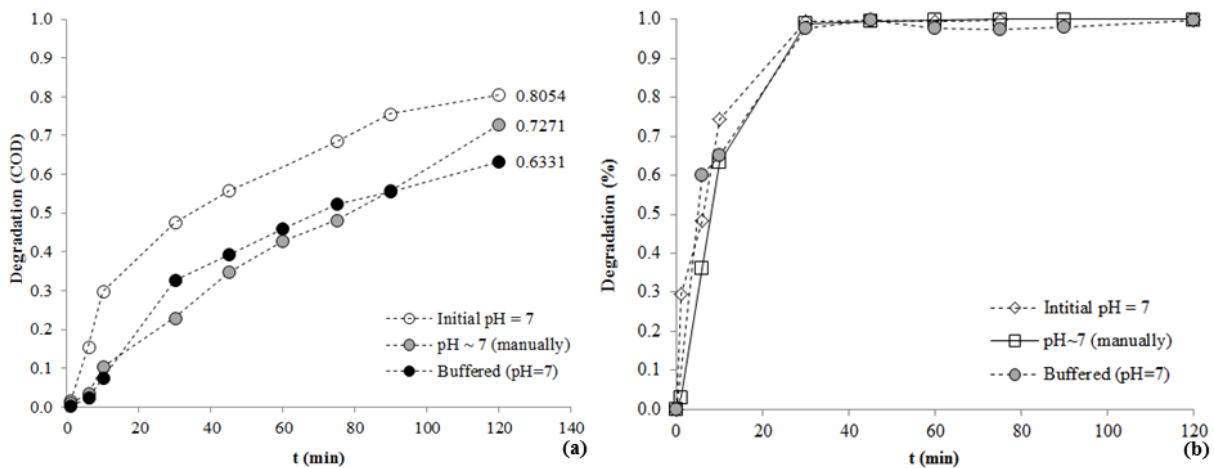 Degradation (COD)
0.9
0.8
0.7
0.6
0.5
0.4
0.3
0.2
0.1
0.0
0.8054
0.7271
0.6331
Initial pH = 7
pH ~ 7 (manually)
Buffered (pH=7)
0 20 40 60 80 100 120 140
t (min)
(a)
Degradation (%)
1.0
0.9
0.8
0.7
0.6
0.5
0.4
0.3
0.2
0.1
0.0
Intitial pH = 7
pH~7 (manually)
Buffered (pH=7)
0 20 40 60 80 100 120
t (min)
(b)